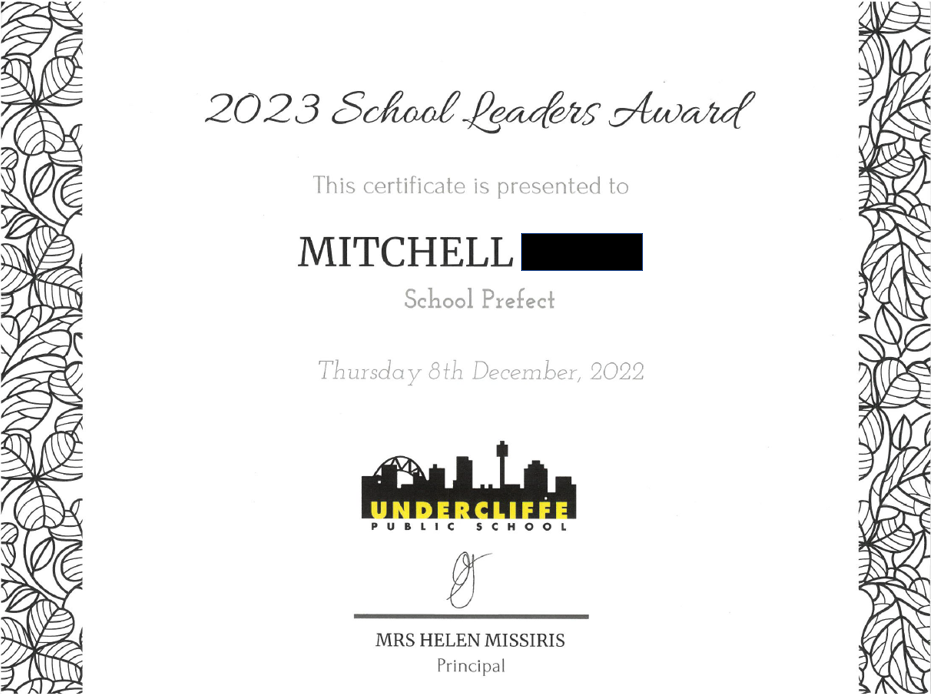 2023 School Leaders Award
This certificate is presented to
MITCHELL
School Prefect
Thursday 8th December, 2022
UNDERCLIFFE
PUBLIC SCHOOL
MRS HELEN MISSIRIS
Principal